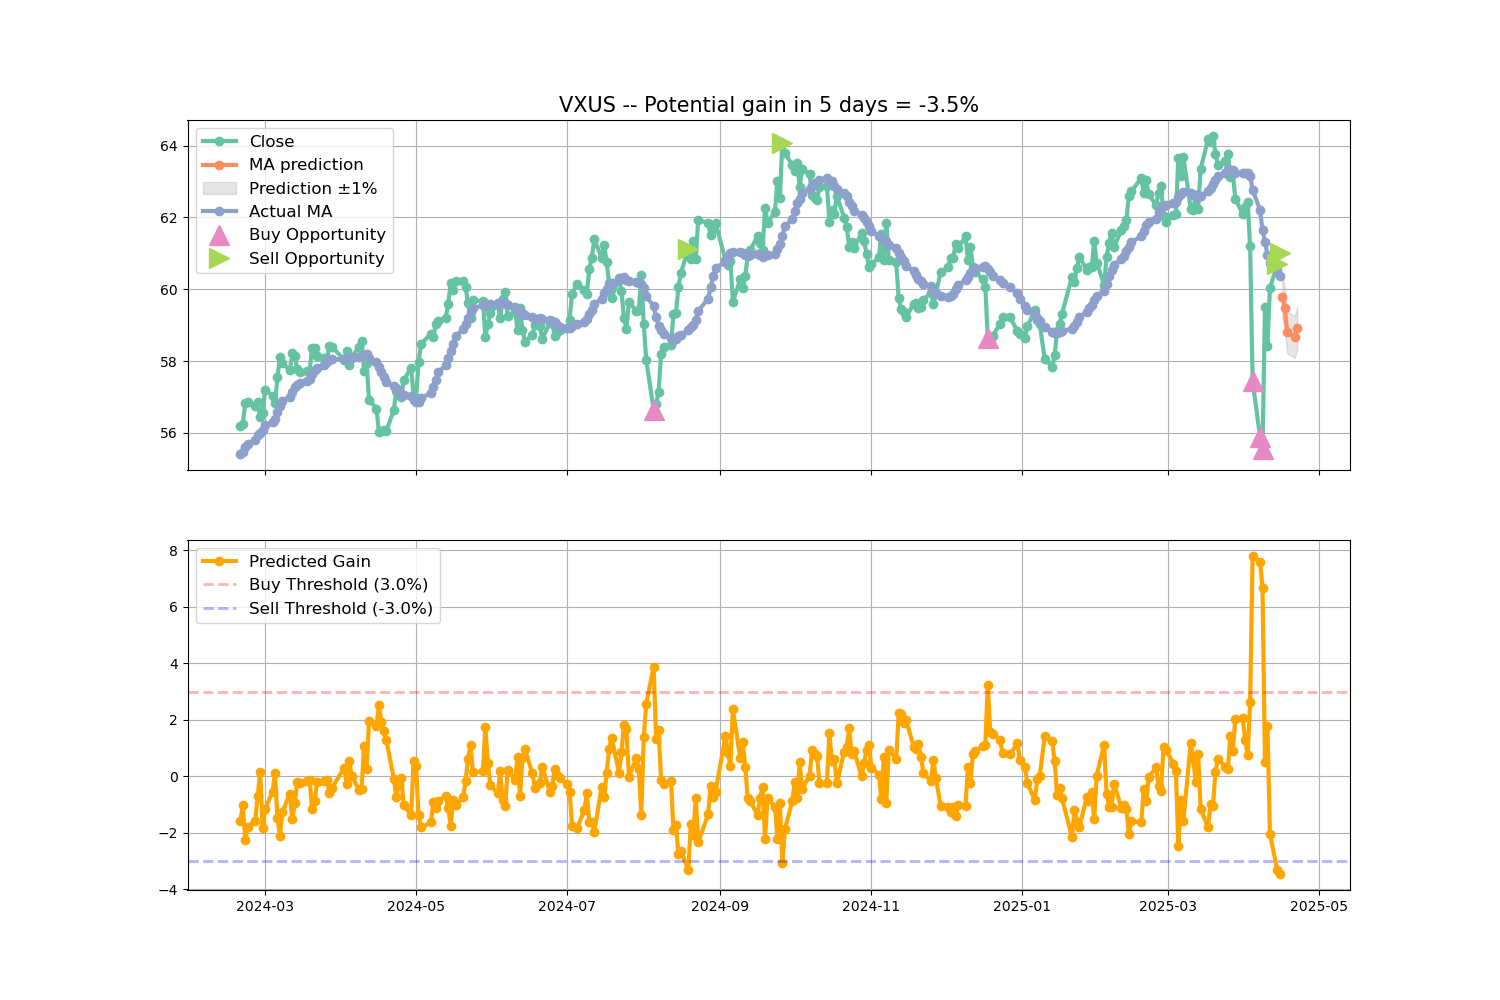 VXUS -- Potential gain in 5 days = -3.5%
Close
MA prediction
Prediction ±1%
Actual MA
Buy Opportunity
Sell Opportunity
64
62
60
58
56
Predicted Gain
Buy Threshold (3.0%)
Sell Threshold (-3.0%)
8
6
4
2
0
−2
−4
2024-03 2024-05 2024-07 2024-09 2024-11 2025-01 2025-03 2025-05